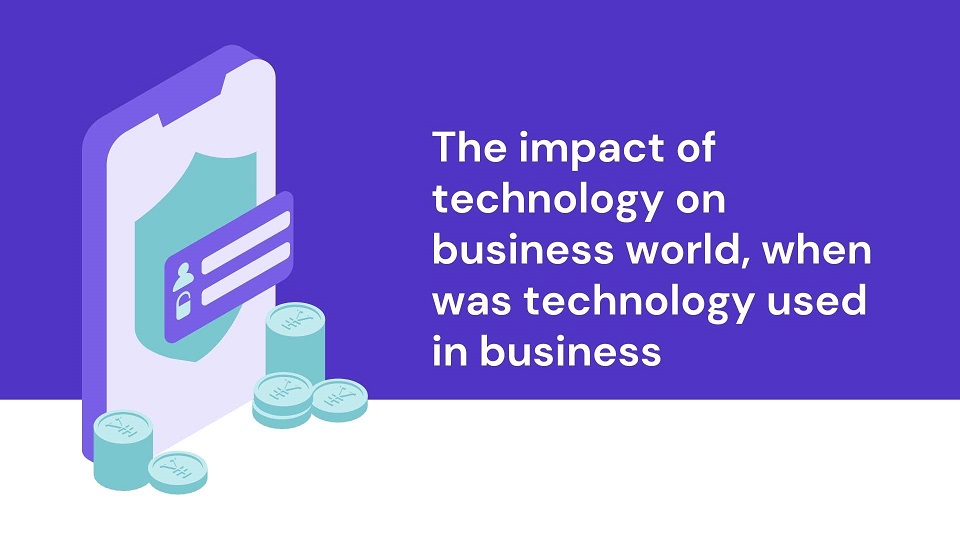 The impact of
technology on
business world, when
was technology used
in business